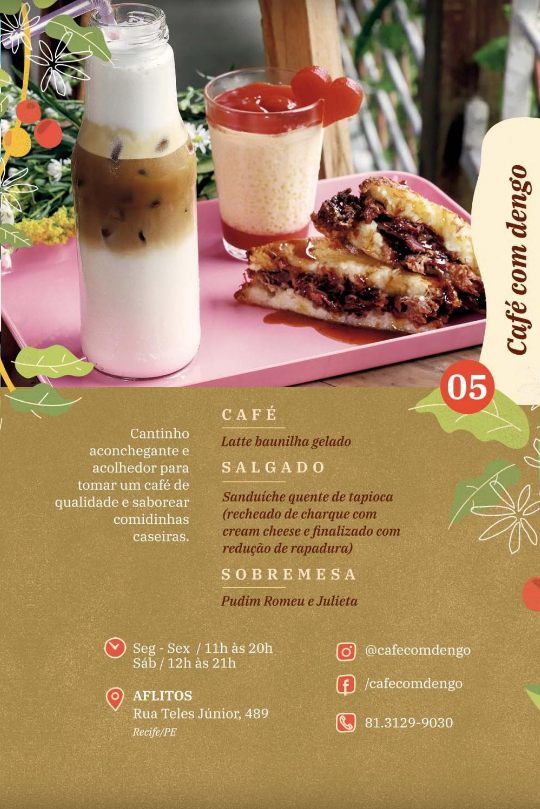 Café com dengo
05
Cantinho
aconchegante e
acolhedor para
tomar um café de
qualidade e saborear
comidinhas
caseiras.
CAFÉ
Latte baunilha gelado
SALGADO
Sanduíche quente de tapioca
(recheado de charque com
cream cheese e finalizado com
redução de rapadura)
SOBREMESA
Pudim Romeu e Julieta
Seg - Sex / 11h às 20h
Sáb / 12h às 21h
AFLITOS
Rua Teles Júnior, 489
Recife/PE
@cafecomdengo
/cafecomdengo
81.3129-9030